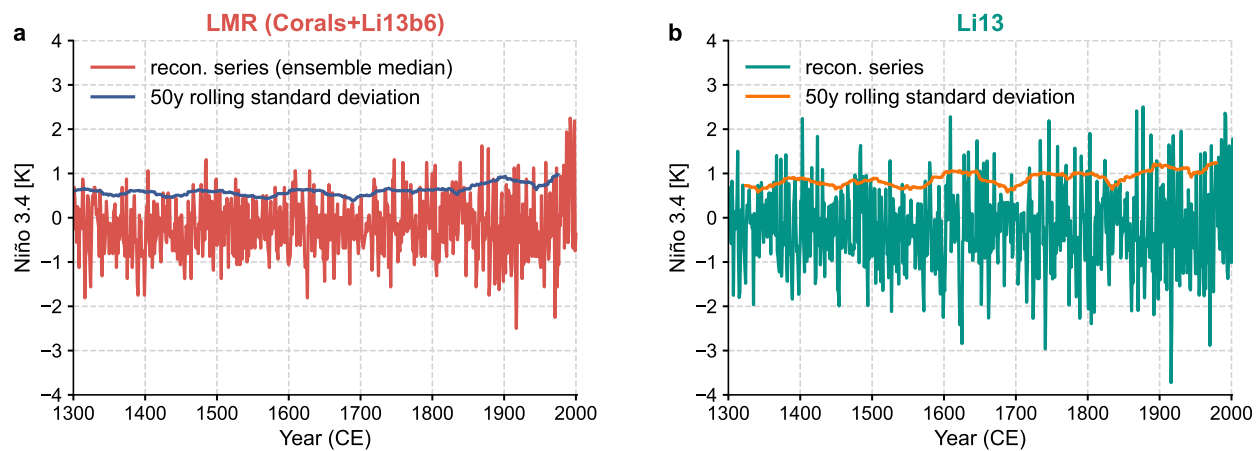 a
LMR (Corals+Li13b6)
recon. series (ensemble median)
50y rolling standard deviation
Niño 3.4 [K]
4
3
2
1
0
−1
−2
−3
−4
1300 1400 1500 1600 1700 1800 1900 2000
Year (CE)
b
Li13
recon. series
50y rolling standard deviation
Niño 3.4 [K]
4
3
2
1
0
−1
−2
−3
−4
1300 1400 1500 1600 1700 1800 1900 2000
Year (CE)